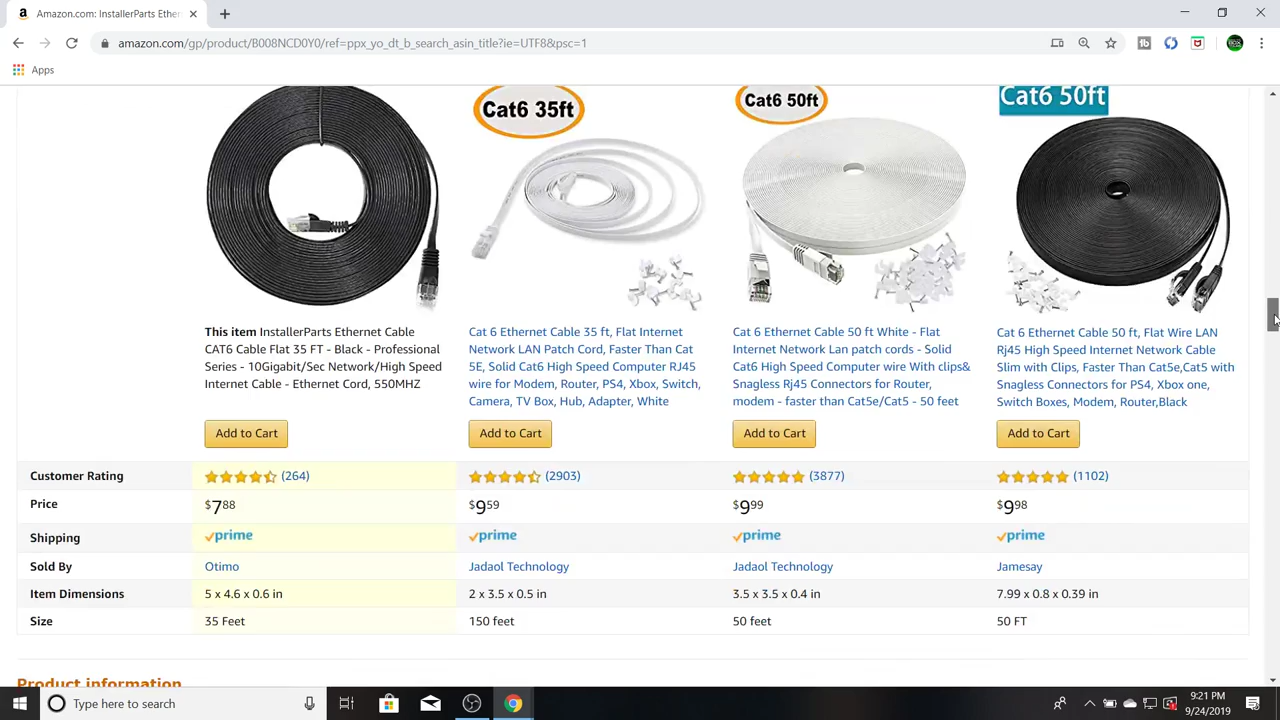 Amazon.com: InstallerParts Ether
amazon.com/gp/product/B008NCD0Y0/ref=ppx_yo_dt_b_search_asin_title?ie=UTF8&psc=1
Apps
Cat6 35ft
Cat6 50ft
Cat6 50ft
This item InstallerParts Ethernet Cable
CAT6 Cable Flat 35 FT - Black - Professional
Series - 10Gigabit/Sec Network/High Speed
Internet Cable - Ethernet Cord, 550MHZ
Cat 6 Ethernet Cable 35 ft, Flat Internet
Network LAN Patch Cord, Faster Than Cat
5E, Solid Cat6 High Speed Computer RJ45
wire for Modem, Router, PS4, Xbox, Switch,
Camera, TV Box, Hub, Adapter, White
Cat 6 Ethernet Cable 50 ft White - Flat
Internet Network Lan patch cords - Solid
Cat6 High Speed Computer wire With clips&
Snagless Rj45 Connectors for Router,
modem - faster than Cat5e/Cat5 - 50 feet
Cat 6 Ethernet Cable 50 ft, Flat Wire LAN
Rj45 High Speed Internet Network Cable
Slim with Clips, Faster Than Cat5e,Cat5 with
Snagless Connectors for PS4, Xbox one,
Switch Boxes, Modem, Router,Black
Add to Cart Add to Cart Add to Cart Add to Cart
Customer Rating (264) (2903) (3877) (1102)
Price $7.88 $9.59 $9.99 $9.98
Shipping prime prime prime prime
Sold By Otimo Jadaol Technology Jadaol Technology Jamesay
Item Dimensions 5 x 4.6 x 0.6 in 2 x 3.5 x 0.5 in 3.5 x 3.5 x 0.4 in 7.99 x 0.8 x 0.39 in
Size 35 Feet 150 feet 50 feet 50 FT
Product information
Type here to search
9:21 PM
9/24/2019